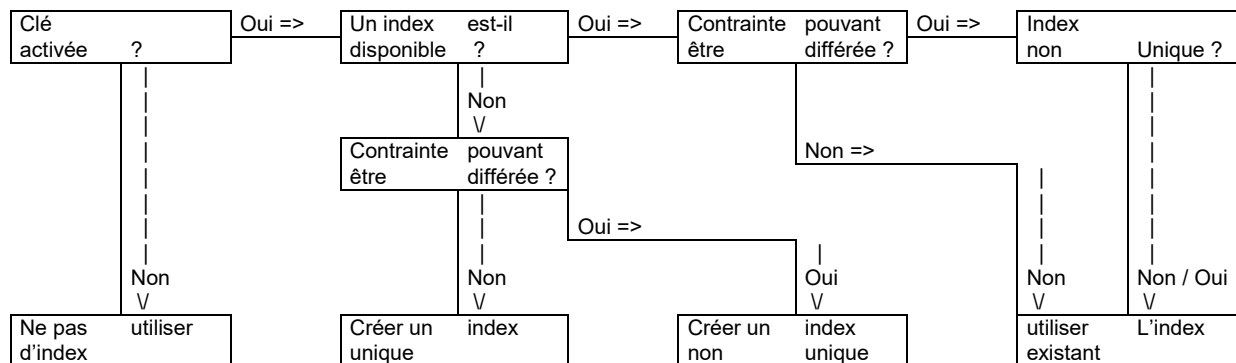 Clé activée ?
Oui =>
Un index est-il disponible ?
Oui =>
Contrainte pouvant être différée ?
Oui =>
Index non Unique ?
Non
\/
Contrainte pouvant être différée ?
Non =>
Oui =>
Non
\/
Non
\/
Oui
\/
Non
\/
Non / Oui
\/
Ne pas utiliser d'index
Créer un index unique
Créer un index non unique
utiliser L'index existant